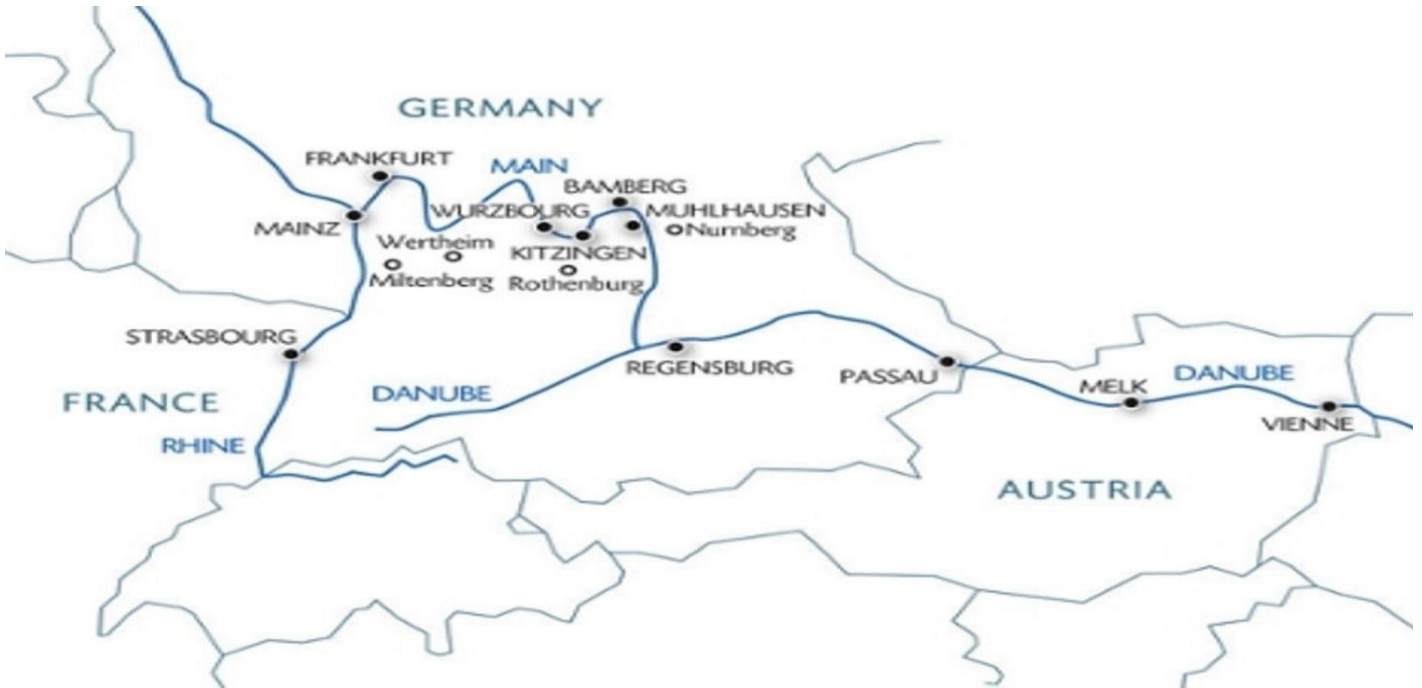 GERMANY
FRANKFURT
MAIN
BAMBERG
WURZBOURG
MUHLHAUSEN
MAINZ
Wertheim
Nurnberg
KITZINGEN
Miltenberg
Rothenburg
STRASBOURG
REGENSBURG
PASSAU
MELK
DANUBE
DANUBE
FRANCE
VIENNE
RHINE
AUSTRIA